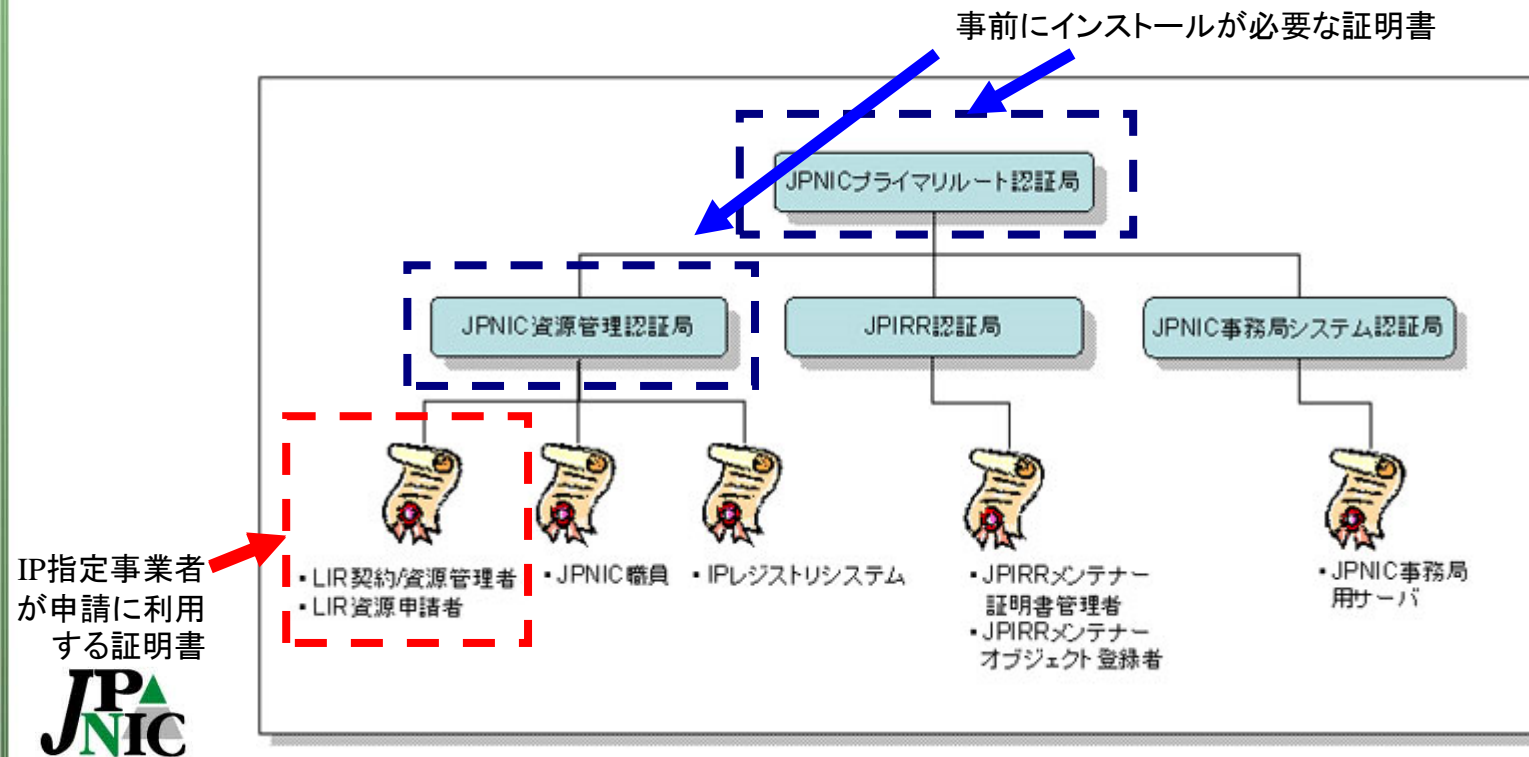 事前にインストールが必要な証明書
JPNICプライマリルート認証局
JPNIC資源管理認証局
JPIRR認証局
JPNIC事務局システム認証局
IP指定事業者
が申請に利用
する証明書
・LIR契約/資源管理者
・LIR資源申請者
・JPNIC職員
・IPレジストリシステム
・JPIRRメンテナー
証明書管理者
・JPIRRメンテナー
オブジェクト登録者
・JPNIC事務局
用サーバ
JPNIC